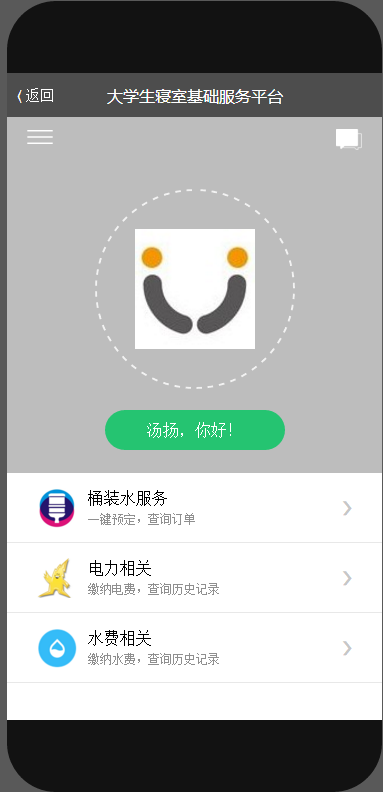 返回
大学生寝室基础服务平台
汤扬，你好！
桶装水服务
一键预定，查询订单
电力相关
缴纳电费，查询历史记录
水费相关
缴纳水费，查询历史记录